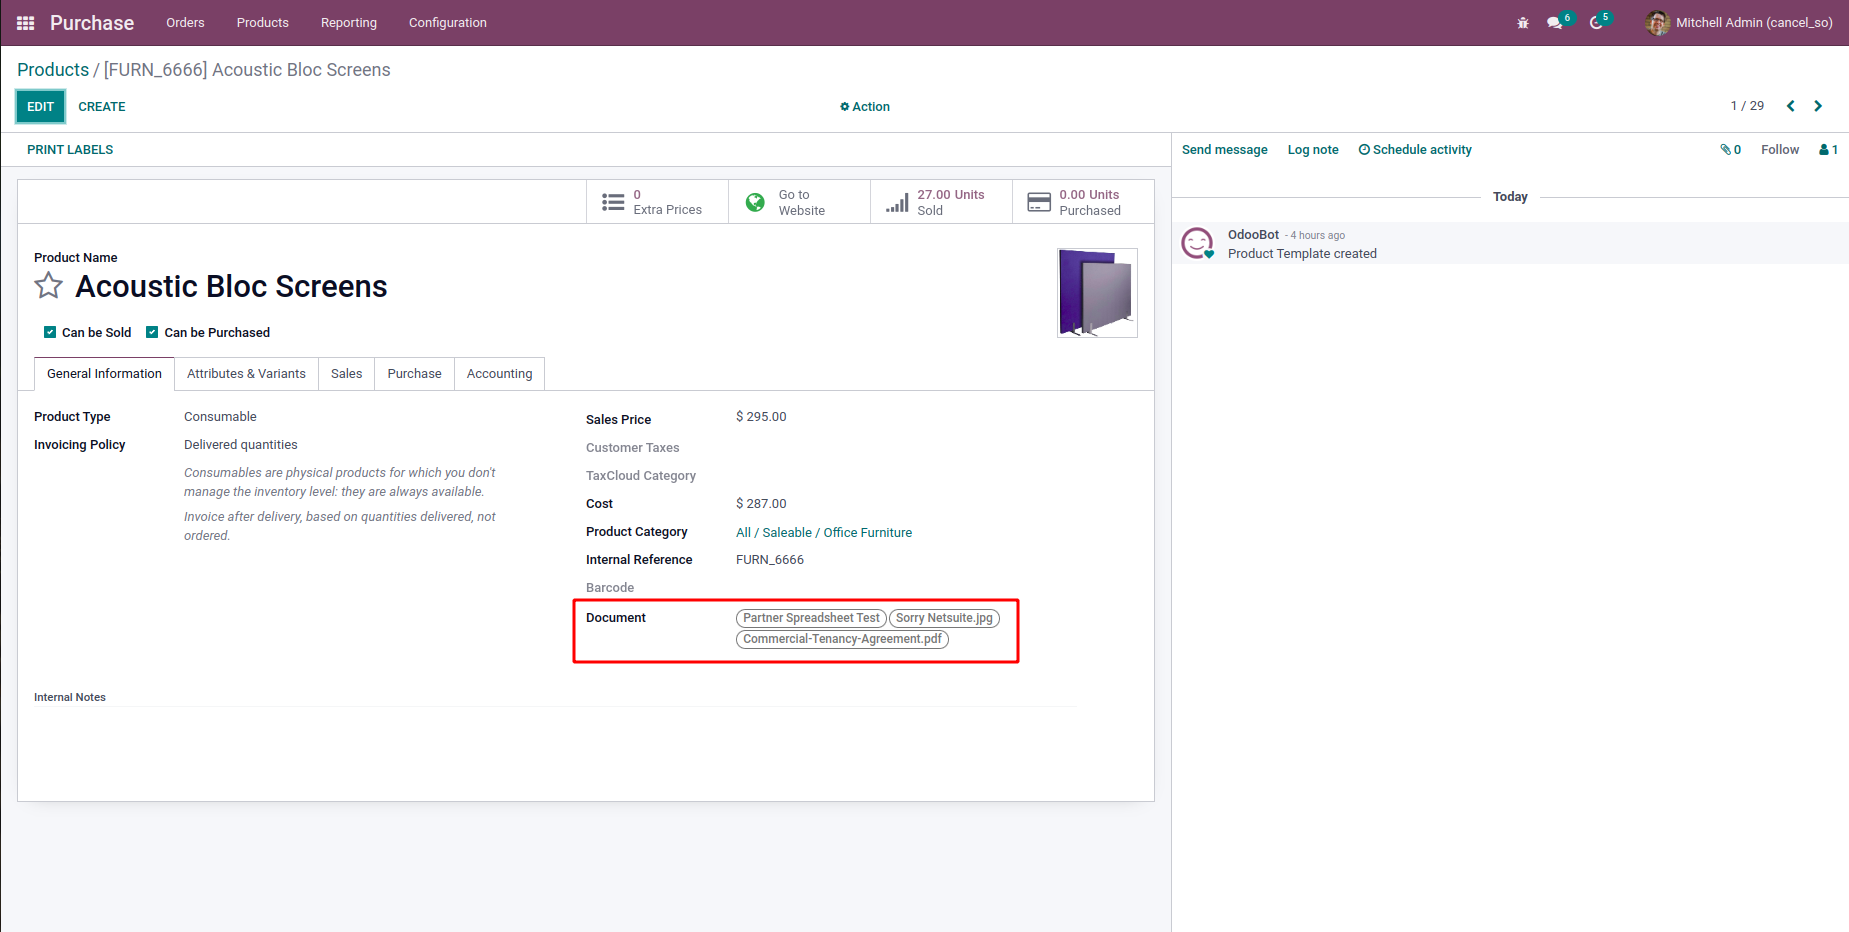 Purchase Orders Products Reporting Configuration 6 5 Mitchell Admin (cancel_so)
Products / [FURN_6666] Acoustic Bloc Screens
EDIT CREATE Action 1 / 29
PRINT LABELS Send message Log note Schedule activity 0 Follow 1
0
Extra Prices
Go to
Website
27.00 Units
Sold
0.00 Units
Purchased
Today
OdooBot - 4 hours ago
Product Template created
Product Name
Acoustic Bloc Screens
Can be Sold Can be Purchased
General Information Attributes & Variants Sales Purchase Accounting
Product Type Consumable
Invoicing Policy Delivered quantities
Consumables are physical products for which you don't
manage the inventory level: they are always available.
Invoice after delivery, based on quantities delivered, not
ordered.
Sales Price $ 295.00
Customer Taxes
TaxCloud Category
Cost $ 287.00
Product Category All / Saleable / Office Furniture
Internal Reference FURN_6666
Barcode
Document Partner Spreadsheet Test Sorry Netsuite.jpg
Commercial-Tenancy-Agreement.pdf
Internal Notes